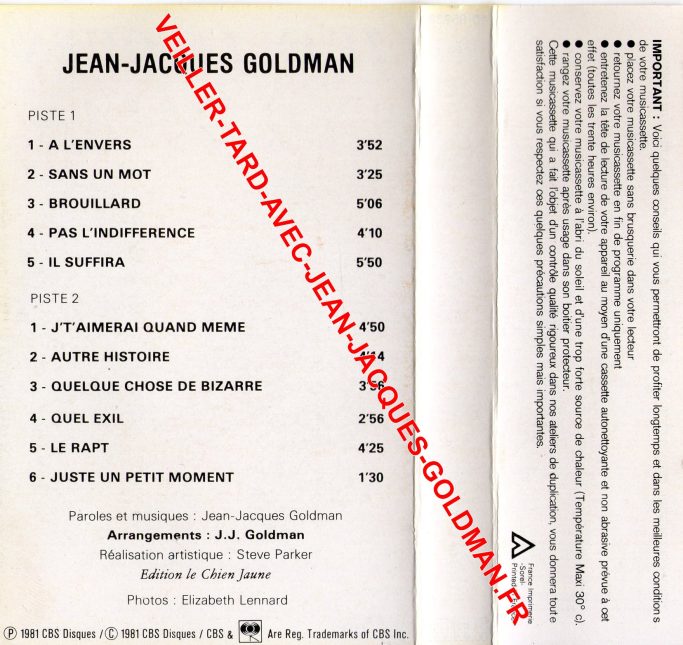 JEAN-JACQUES GOLDMAN
PISTE 1
1 - A L'ENVERS 3'52
2 - SANS UN MOT 3'25
3 - BROUILLARD 5'06
4 - PAS L'INDIFFERENCE 4'10
5 - IL SUFFIRA 5'50
PISTE 2
1 - J'T'AIMERAI QUAND MEME 4'50
2 - AUTRE HISTOIRE 4'14
3 - QUELQUE CHOSE DE BIZARRE 3'56
4 - QUEL EXIL 2'56
5 - LE RAPT 4'25
6 - JUSTE UN PETIT MOMENT 1'30
Paroles et musiques : Jean-Jacques Goldman
Arrangements : J.J. Goldman
Réalisation artistique : Steve Parker
Edition le Chien Jaune
Photos : Elizabeth Lennard
Ⓟ 1981 CBS Disques / Ⓒ 1981 CBS Disques / CBS & Are Reg. Trademarks of CBS Inc.
VEILLER-TARD-AVEC-JEAN-JACQUES-GOLDMAN.FR
IMPORTANT : Voici quelques conseils qui vous permettront de profiter longtemps et dans les meilleures conditions
de votre musicassette.
● placez votre musicassette sans brusquerie dans votre lecteur
● retournez votre musicassette en fin de programme uniquement
● entretenez la tête de lecture de votre appareil au moyen d'une cassette autonettoyante et non abrasive prévue à cet
effet (toutes les trente heures environ).
● conservez votre musicassette à l'abri du soleil et d'une trop forte source de chaleur (Température Maxi 30° c).
● rangez votre musicassette après usage dans son boitier protecteur.
Cette musicassette qui a fait l'objet d'un contrôle qualité rigoureux dans nos ateliers de duplication, vous donnera toute
satisfaction si vous respectez ces quelques précautions simples mais importantes.
France Imprimerie
-Sorel-
Printed in